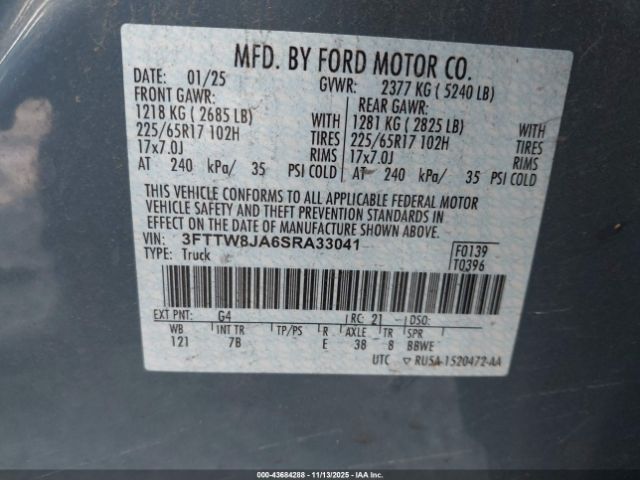 MFD. BY FORD MOTOR CO.
DATE: 01/25 GVWR: 2377 KG ( 5240 LB)
FRONT GAWR: REAR GAWR:
1218 KG ( 2685 LB) WITH 1281 KG ( 2825 LB) WITH
225/65R17 102H TIRES 225/65R17 102H TIRES
17x7.0J RIMS 17x7.0J RIMS
AT 240 kPa/ 35 PSI COLD AT 240 kPa/ 35 PSI COLD
THIS VEHICLE CONFORMS TO ALL APPLICABLE FEDERAL MOTOR
VEHICLE SAFETY AND THEFT PREVENTION STANDARDS IN
EFFECT ON THE DATE OF MANUFACTURE SHOWN ABOVE.
VIN: 3FTTW8JA6SRA33041 F0139
TYPE: Truck T0396
EXT PNT: G4 RC: 21 DSO:
WB INT TR TP/PS R AXLE TR SPR
121 7B E 38 8 BBWE
UTC ▽ RU5A-1520472-AA
000-43684288 - 11/13/2025 - IAAI.com